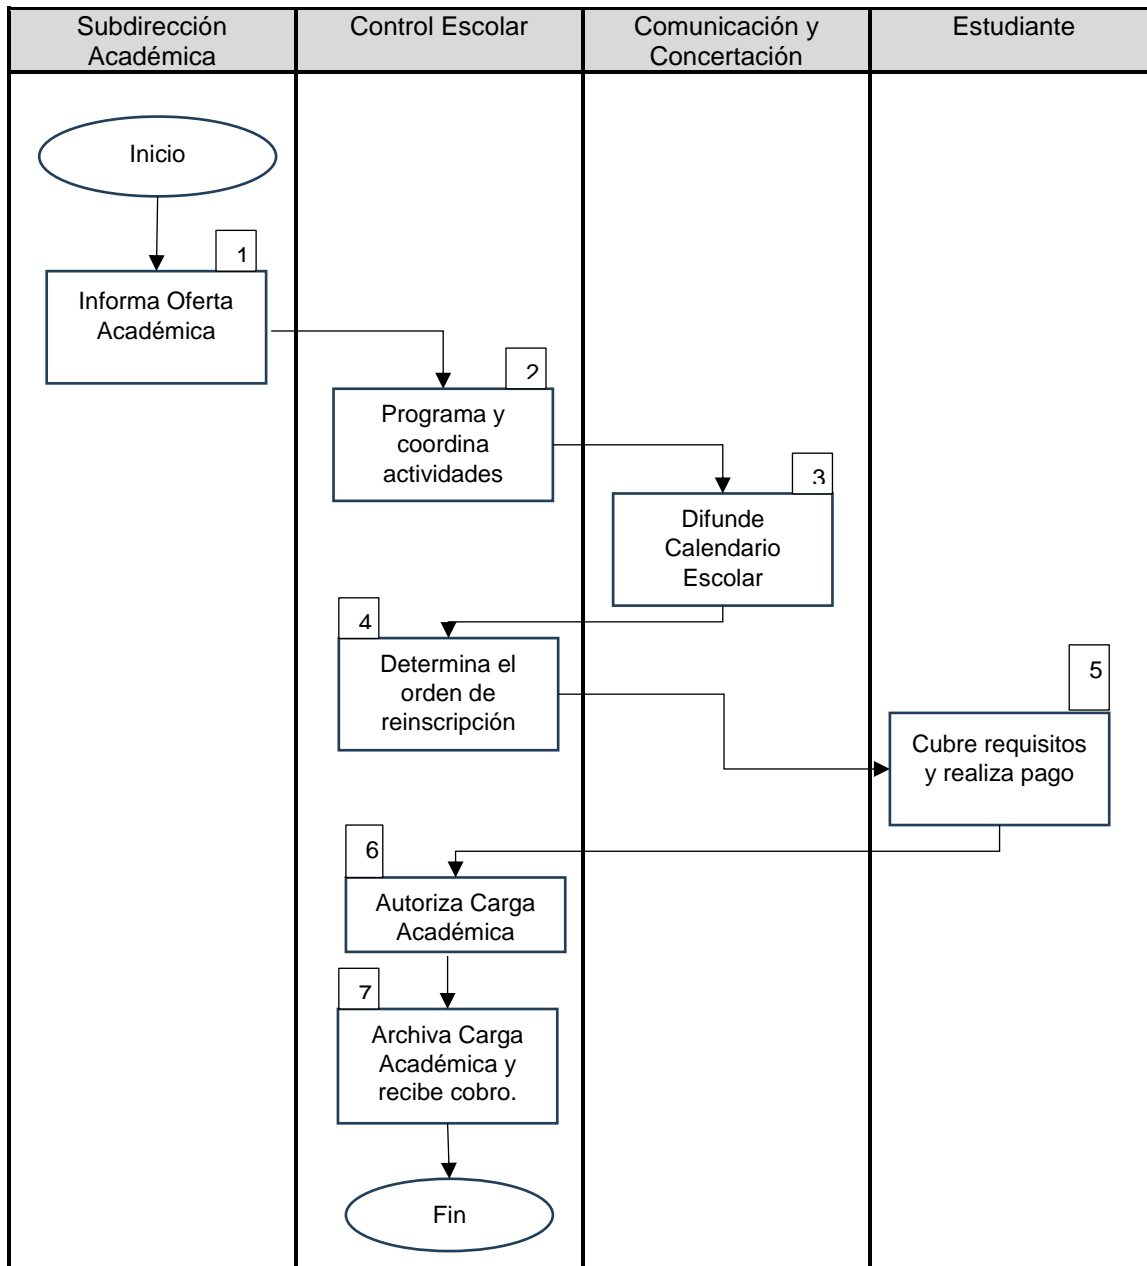 Subdirección
Académica
Control Escolar
Comunicación y
Concertación
Estudiante
Inicio
1
Informa Oferta
Académica
2
Programa y
coordina
actividades
3
Difunde
Calendario
Escolar
4
Determina el
orden de
reinscripción
5
Cubre requisitos
y realiza pago
6
Autoriza Carga
Académica
7
Archiva Carga
Académica y
recibe cobro.
Fin